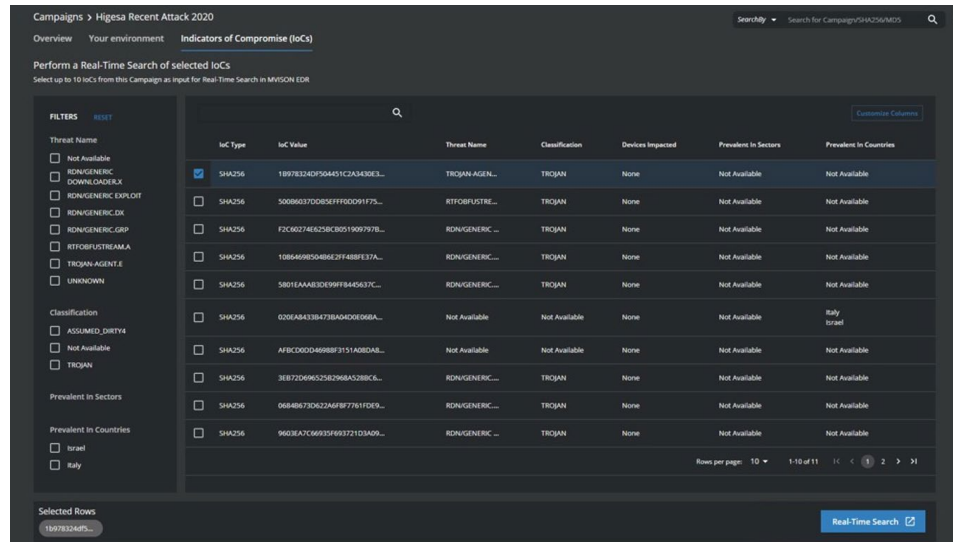 Campaigns > Higesa Recent Attack 2020
SearchBy Search for Campaign/SHA256/MD5
Overview Your environment Indicators of Compromise (IoCs)
Perform a Real-Time Search of selected IoCs
Select up to 10 IoCs from this Campaign as input for Real-Time Search in MVISON EDR
FILTERS RESET
Threat Name
Not Available
RDN/GENERIC
DOWNLOADER.X
RDN/GENERIC EXPLOIT
RDN/GENERIC.DX
RDN/GENERIC.GRP
RTFOBFUSTREAM.A
TROJAN-AGENT.E
UNKNOWN
Classification
ASSUMED_DIRTY4
Not Available
TROJAN
Prevalent In Sectors
Prevalent In Countries
Israel
Italy
Customize Columns
IoC Type IoC Value Threat Name Classification Devices Impacted Prevalent In Sectors Prevalent In Countries
SHA256 1B978324DF504451C2A3430E3... TROJAN-AGEN... TROJAN None Not Available Not Available
SHA256 500B6037DDB5EFFF0DD91F75... RTFOBFUSTRE... TROJAN None Not Available Not Available
SHA256 F2C60274E625BCB051909797B... RDN/GENERIC ... TROJAN None Not Available Not Available
SHA256 1086469B504B6E2FF488FE37A... RDN/GENERIC.... TROJAN None Not Available Not Available
SHA256 5801EAAAB3DE99FF8445637C... RDN/GENERIC.... TROJAN None Not Available Not Available
SHA256 020EA8433B473BA04D0E06BA... Not Available Not Available None Not Available Italy
Israel
SHA256 AFBCD0DD46988F3151A08DA8... Not Available Not Available None Not Available Not Available
SHA256 3EB72D696525B2968A528BC6... RDN/GENERIC.... TROJAN None Not Available Not Available
SHA256 0684B673D622A6FBF7761FDE9... RDN/GENERIC.... TROJAN None Not Available Not Available
SHA256 9603EA7C66935F693721D3A09... RDN/GENERIC ... TROJAN None Not Available Not Available
Rows per page: 10 1-10 of 11 1 2
Selected Rows
1b978324df5...
Real-Time Search